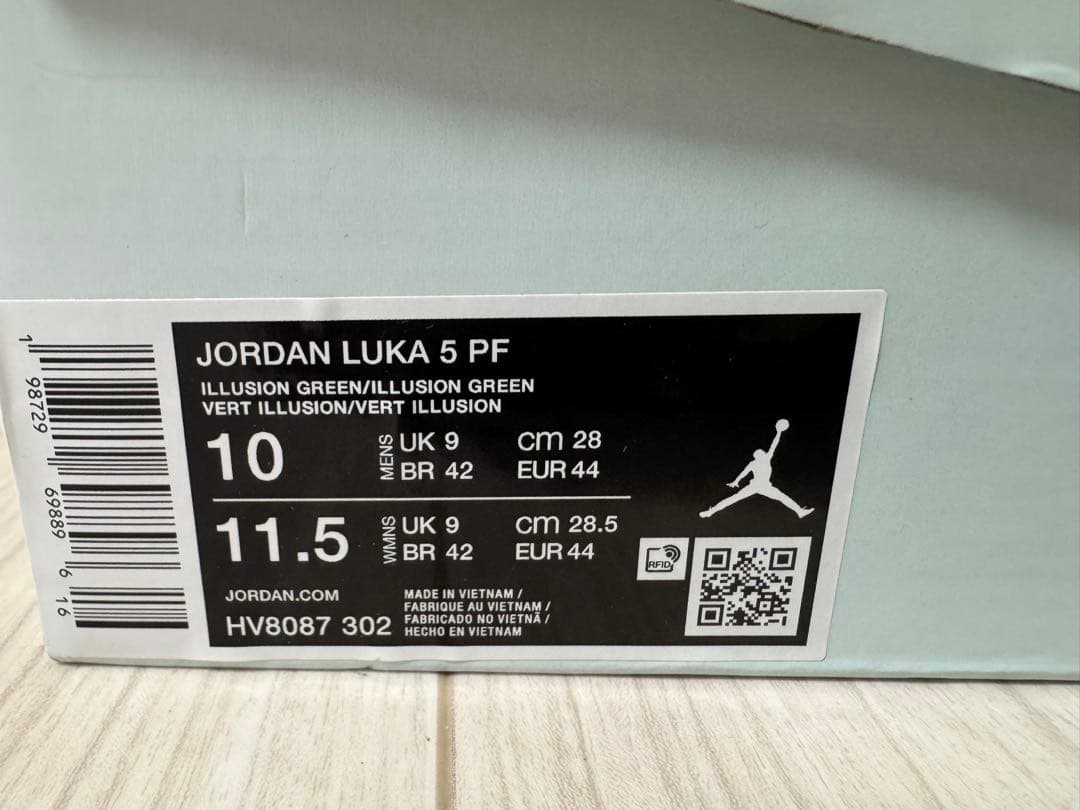 JORDAN LUKA 5 PF
ILLUSION GREEN/ILLUSION GREEN
VERT ILLUSION/VERT ILLUSION
10 MENS UK 9 cm 28
BR 42 EUR 44
11.5 WMNS UK 9 cm 28.5
BR 42 EUR 44
RFID
JORDAN.COM
HV8087 302
MADE IN VIETNAM /
FABRIQUE AU VIETNAM /
FABRICADO NO VIETNÃ /
HECHO EN VIETNAM
1 98729 69889 6 16